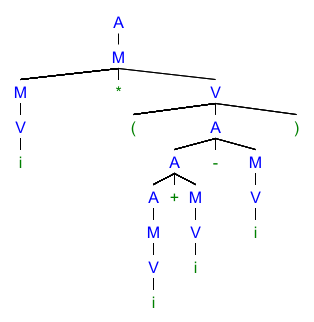 A
M
M * V
V ( A )
i A - M
A + M V
M V i
V i
i